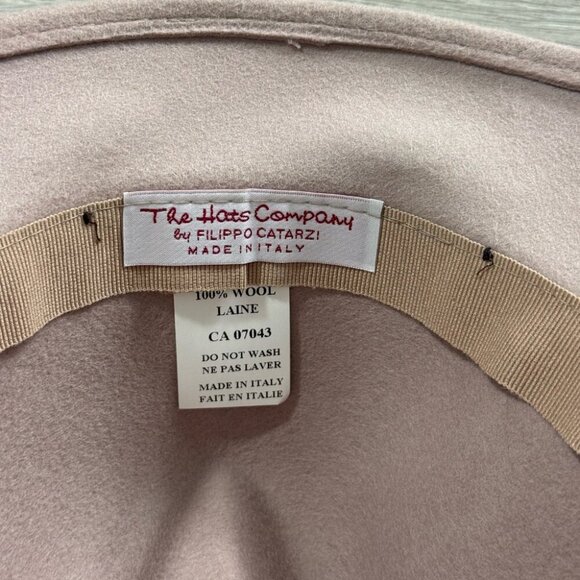 The Hats Company
by FILIPPO CATARZI
MADE IN ITALY
100% WOOL
LAINE
CA 07043
DO NOT WASH
NE PAS LAVER
MADE IN ITALY
FAIT EN ITALIE